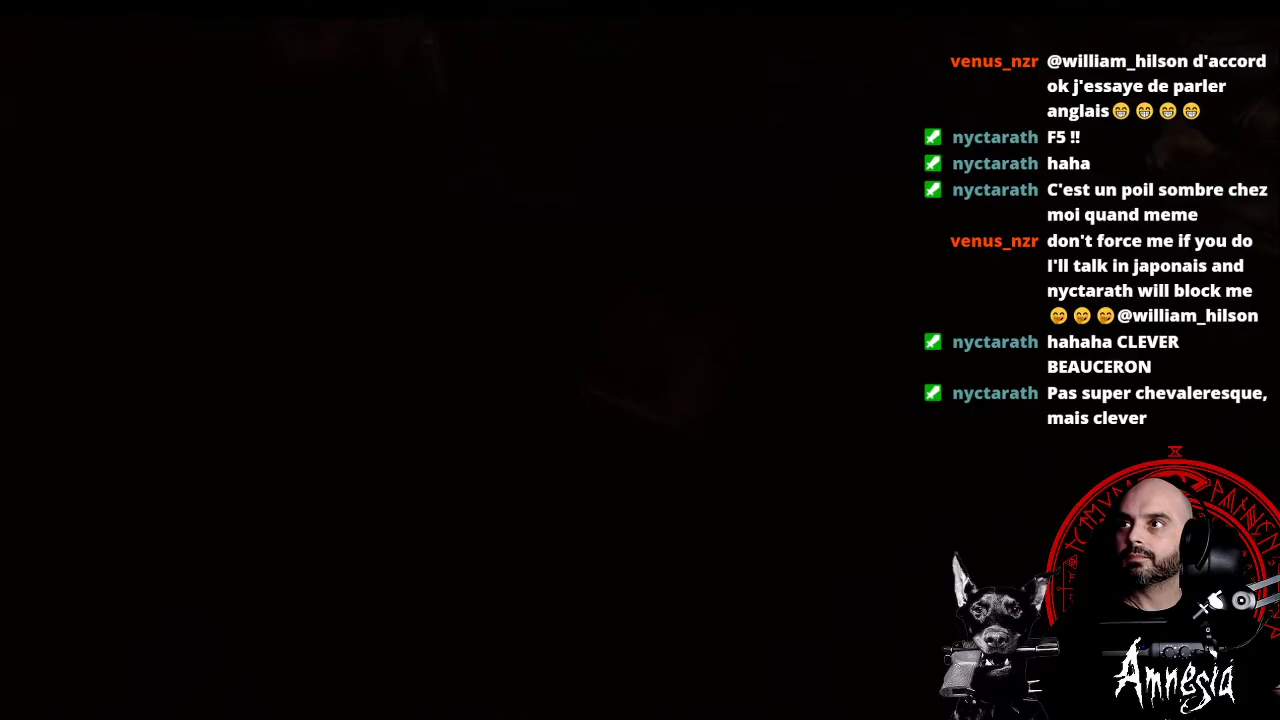 venus_nzr @william_hilson d'accord
ok j'essaye de parler
anglais😁😁😁😁
nyctarath F5 !!
nyctarath haha
nyctarath C'est un poil sombre chez
moi quand meme
venus_nzr don't force me if you do
I'll talk in japonais and
nyctarath will block me
🤭🤭🤭@william_hilson
nyctarath hahaha CLEVER
BEAUCERON
nyctarath Pas super chevaleresque,
mais clever
Amnesia